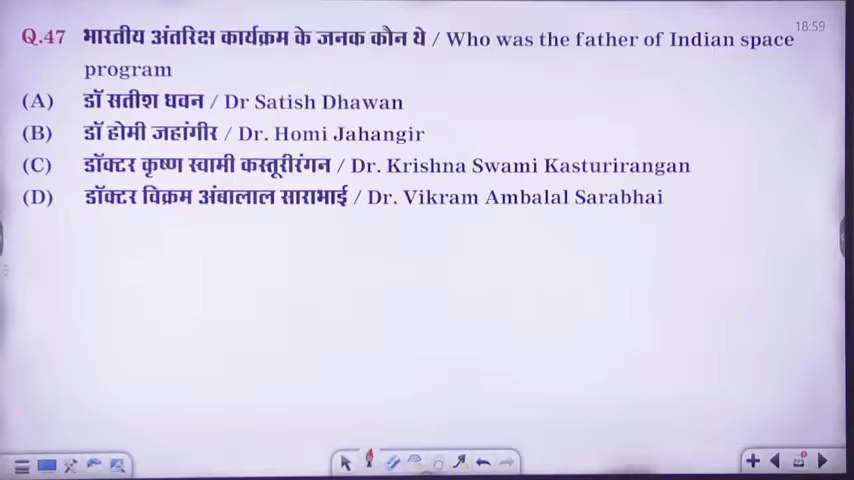 18:59
Q.47 भारतीय अंतरिक्ष कार्यक्रम के जनक कौन थे / Who was the father of Indian space
program
(A) डॉ सतीश धवन / Dr Satish Dhawan
(B) डॉ होमी जहांगीर / Dr. Homi Jahangir
(C) डॉक्टर कृष्ण स्वामी कस्तूरीरंगन / Dr. Krishna Swami Kasturirangan
(D) डॉक्टर विक्रम अंबालाल साराभाई / Dr. Vikram Ambalal Sarabhai